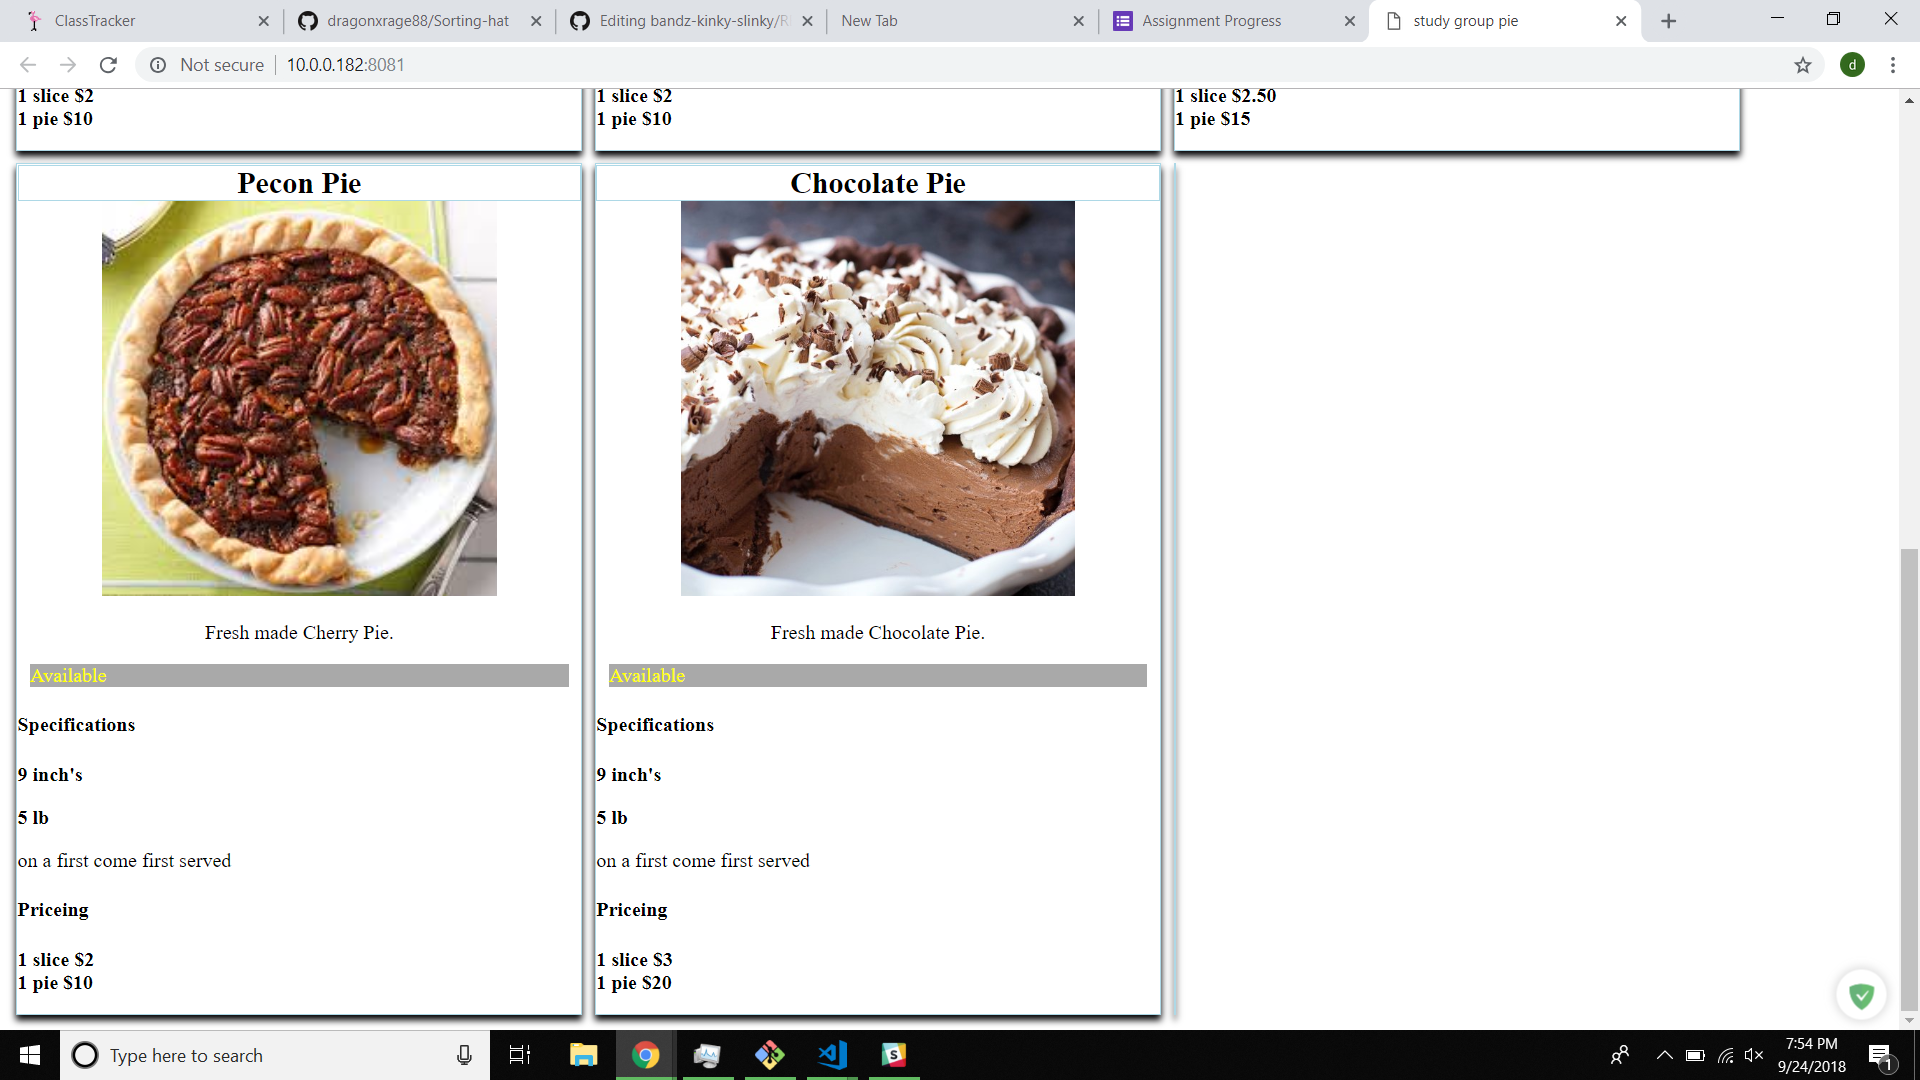 ClassTracker
dragonxrage88/Sorting-hat
Editing bandz-kinky-slinky/
New Tab
Assignment Progress
study group pie
Not secure
10.0.0.182:8081
d
1 slice $2
1 pie $10
1 slice $2
1 pie $10
1 slice $2.50
1 pie $15
Pecon Pie
Fresh made Cherry Pie.
Available
Specifications
9 inch's
5 lb
on a first come first served
Priceing
1 slice $2
1 pie $10
Chocolate Pie
Fresh made Chocolate Pie.
Available
Specifications
9 inch's
5 lb
on a first come first served
Priceing
1 slice $3
1 pie $20
Type here to search
S
7:54 PM
9/24/2018
1